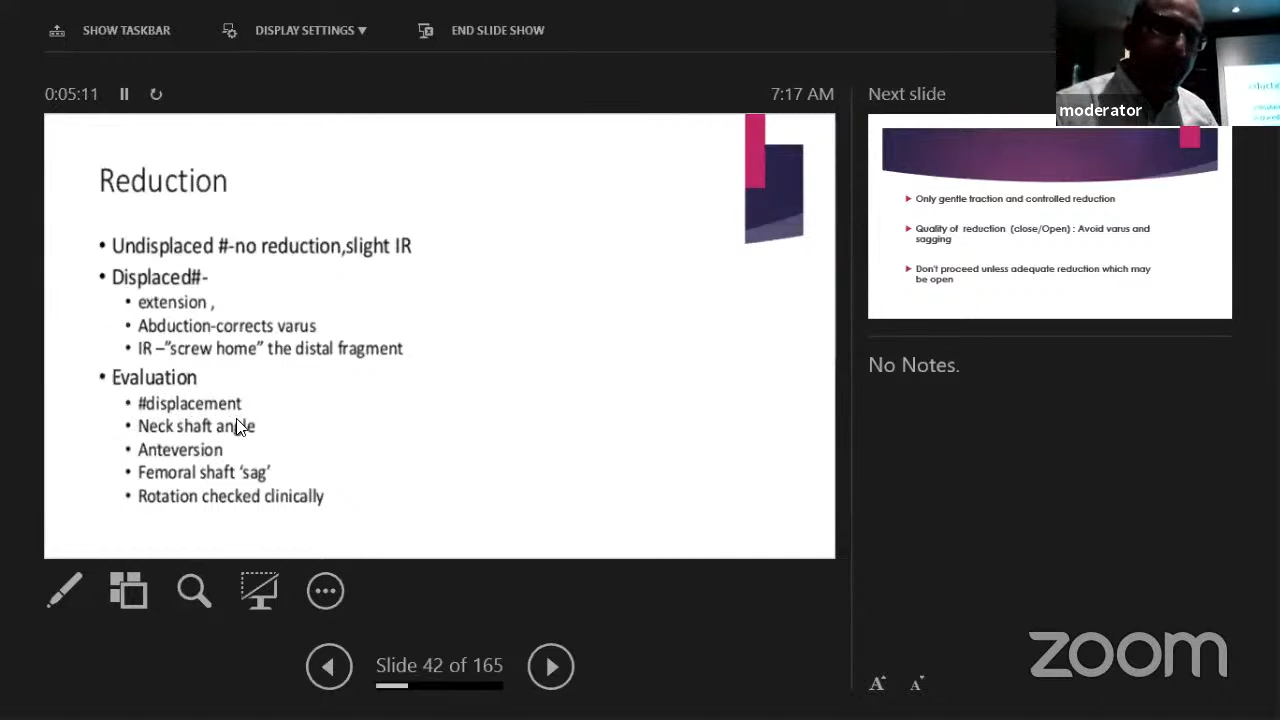 SHOW TASKBAR
DISPLAY SETTINGS ▼
END SLIDE SHOW
0:05:11
7:17 AM
Next slide
moderator
Reduction
• Undisplaced #-no reduction,slight IR
• Displaced#-
• extension ,
• Abduction-corrects varus
• IR –”screw home” the distal fragment
• Evaluation
• #displacement
• Neck shaft angle
• Anteversion
• Femoral shaft ‘sag’
• Rotation checked clinically
Only gentle traction and controlled reduction
Quality of reduction (close/Open) : Avoid varus and
sagging
Don't proceed unless adequate reduction which may
be open
No Notes.
Slide 42 of 165
A A
zoom